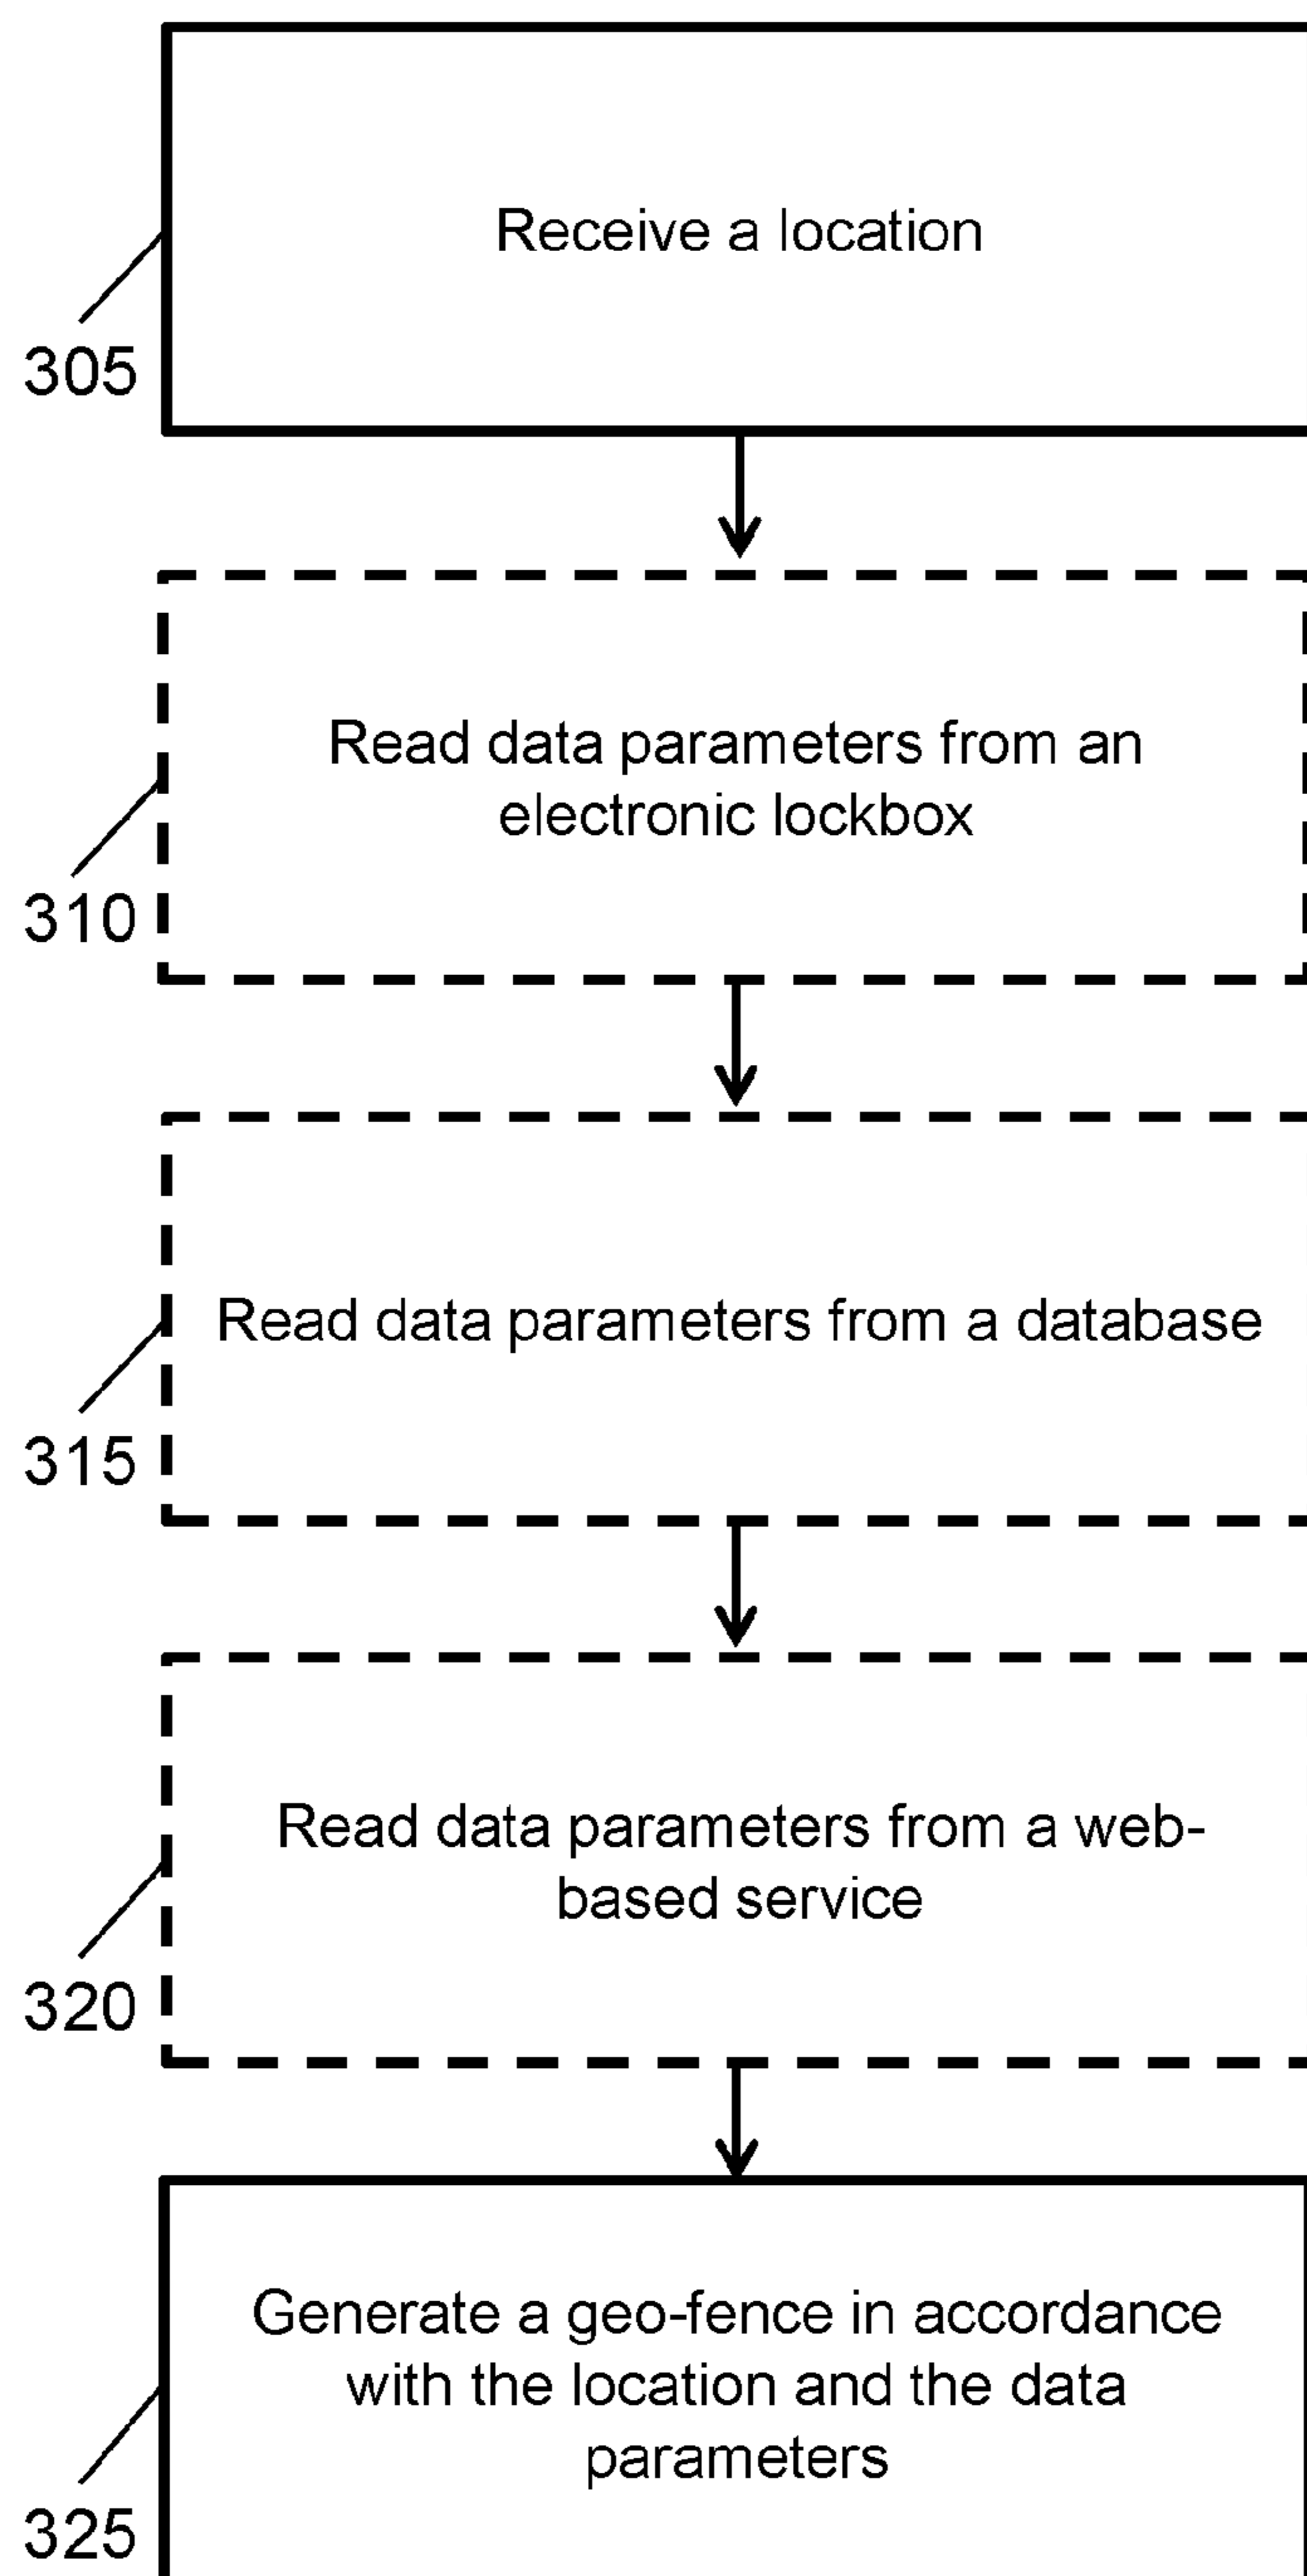 Receive a location
305
Read data parameters from an
electronic lockbox
310
Read data parameters from a database
315
Read data parameters from a web-
based service
320
Generate a geo-fence in accordance
with the location and the data
parameters
325